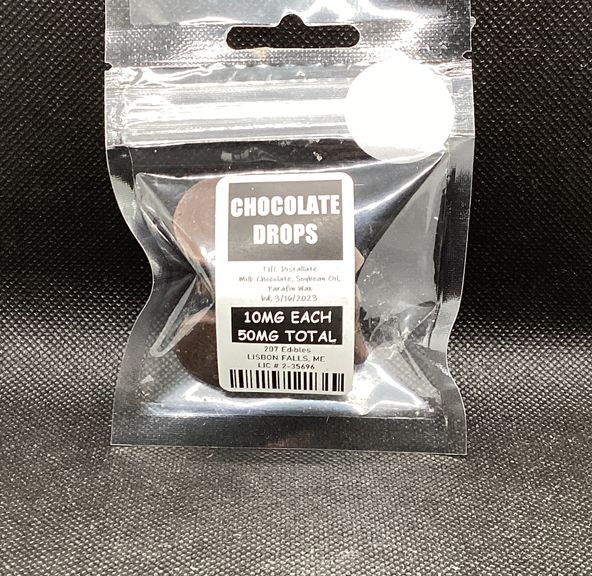 CHOCOLATE
DROPS
THC Distallate
Milk Chocolate, Soybean Oil,
Parafin Wax
bd, 3/16/2023
10MG EACH
50MG TOTAL
207 Edibles
LISBON FALLS, ME
LIC # 2-35696